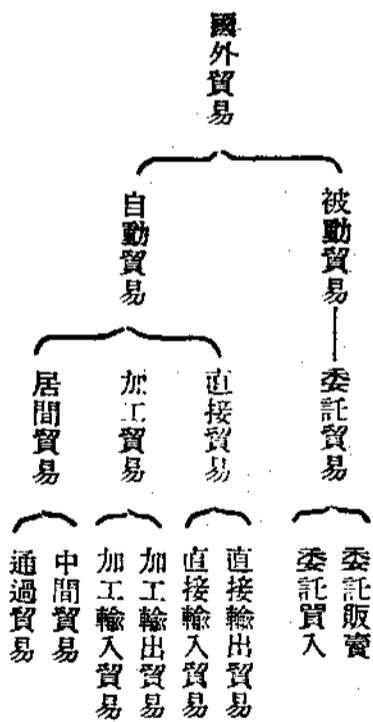 國外貿易
被動貿易
委託貿易
委託販賣
委託買入
自動貿易
直接貿易
直接輸出貿易
直接輸入貿易
加工貿易
加工輸出貿易
加工輸入貿易
居間貿易
中間貿易
通過貿易